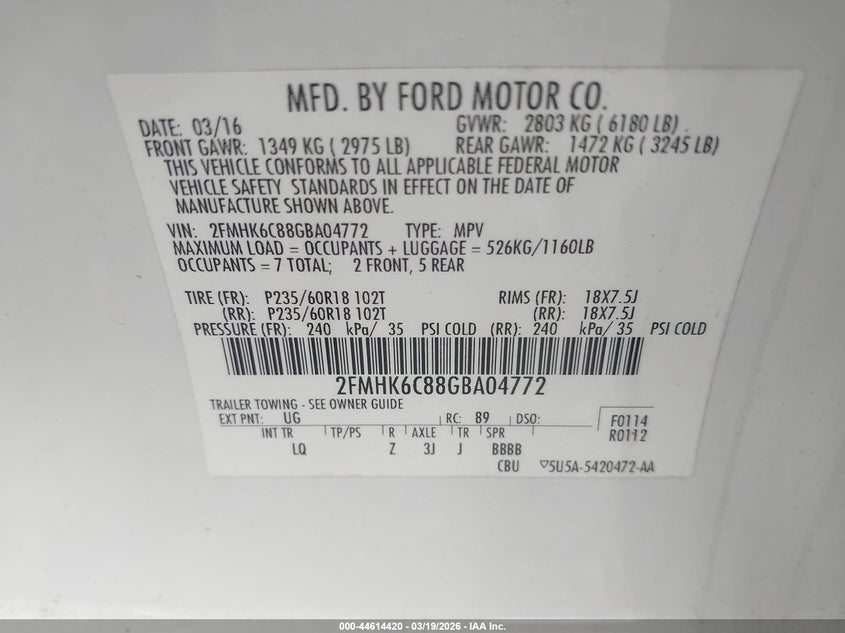 MFD. BY FORD MOTOR CO.
DATE: 03/16 GVWR: 2803 KG ( 6180 LB)
FRONT GAWR: 1349 KG ( 2975 LB) REAR GAWR: 1472 KG ( 3245 LB)
THIS VEHICLE CONFORMS TO ALL APPLICABLE FEDERAL MOTOR
VEHICLE SAFETY STANDARDS IN EFFECT ON THE DATE OF
MANUFACTURE SHOWN ABOVE.
VIN: 2FMHK6C88GBA04772 TYPE: MPV
MAXIMUM LOAD = OCCUPANTS + LUGGAGE = 526KG/1160LB
OCCUPANTS = 7 TOTAL; 2 FRONT, 5 REAR
TIRE (FR): P235/60R18 102T RIMS (FR): 18X7.5J
(RR): P235/60R18 102T (RR): 18X7.5J
PRESSURE (FR): 240 kPa/ 35 PSI COLD (RR): 240 kPa/ 35 PSI COLD
2FMHK6C88GBA04772
TRAILER TOWING - SEE OWNER GUIDE
EXT PNT: UG RC: 89 DSO: F0114
INT TR TP/PS R AXLE TR SPR R0112
LQ Z 3J J BBBB
CBU ▽5U5A-5420472-AA
000-44614420 - 03/19/2026 - IAA Inc.